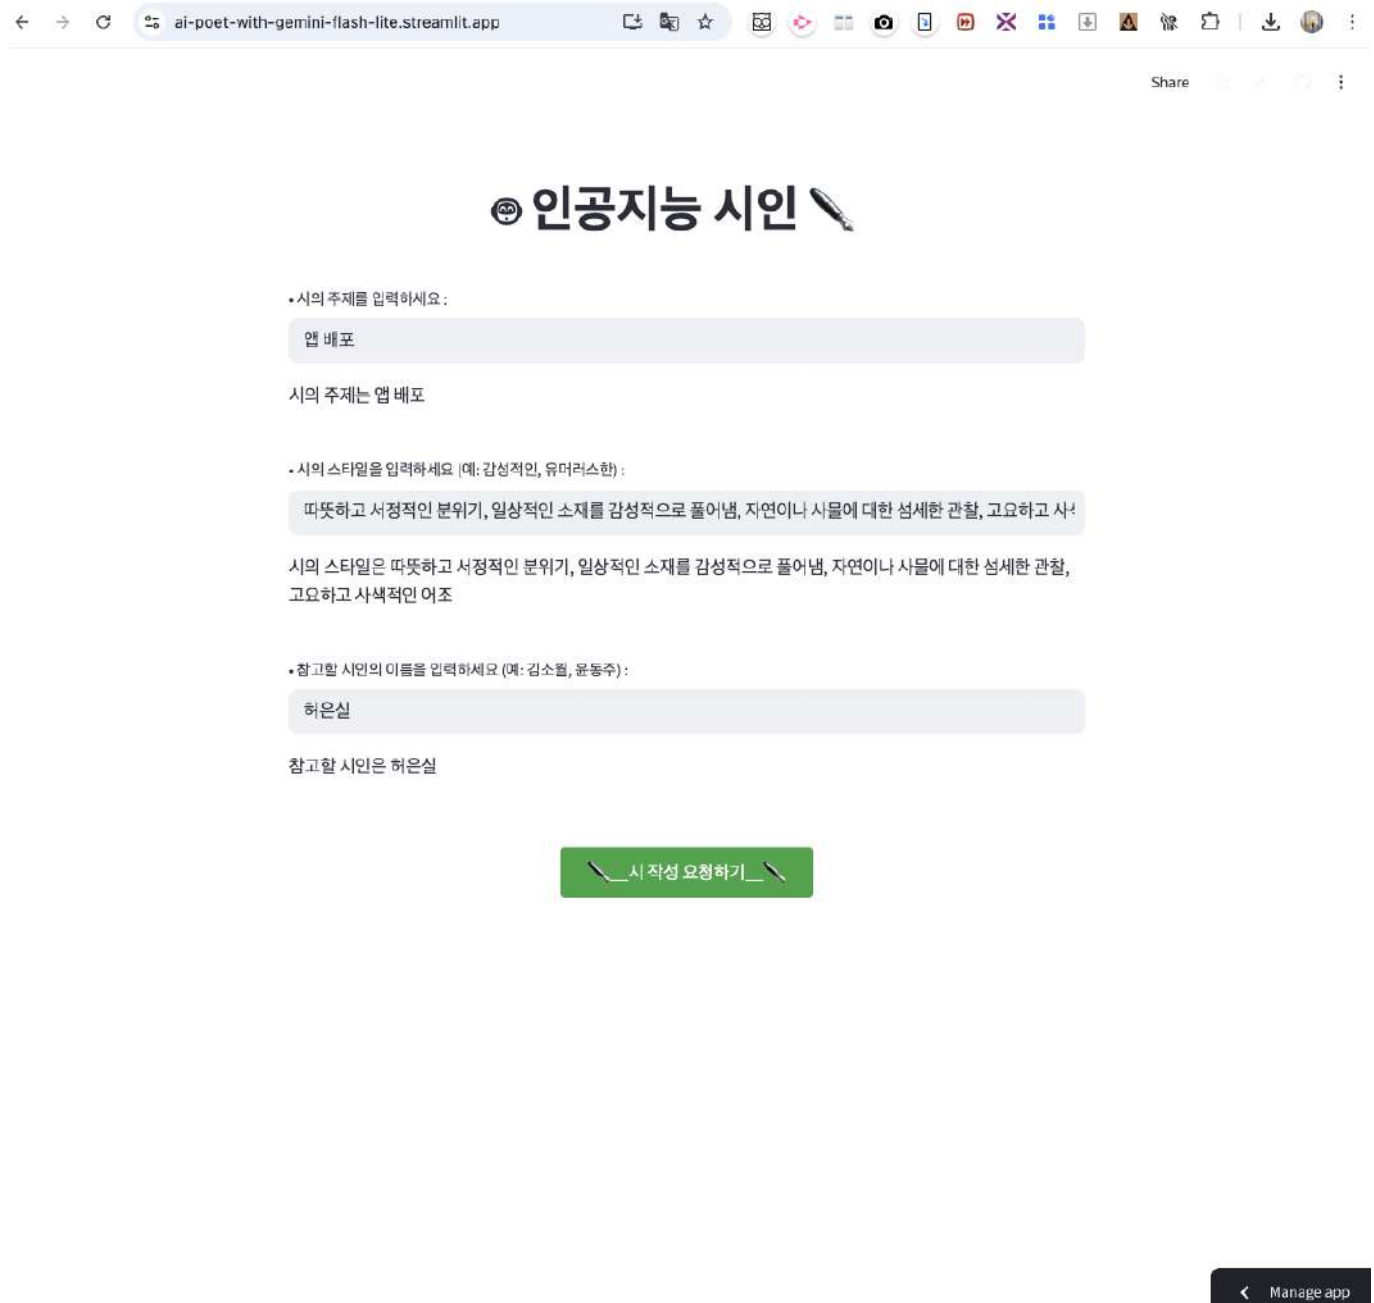 ai-poet-with-gemini-flash-lite.streamlit.app
Share
인공지능 시인
• 시의 주제를 입력하세요 :
앱 배포
시의 주제는 앱 배포
• 시의 스타일을 입력하세요 (예: 감성적인, 유머러스한) :
따뜻하고 서정적인 분위기, 일상적인 소재를 감성적으로 풀어냄, 자연이나 사물에 대한 섬세한 관찰, 고요하고 사
시의 스타일은 따뜻하고 서정적인 분위기, 일상적인 소재를 감성적으로 풀어냄, 자연이나 사물에 대한 섬세한 관찰,
고요하고 사색적인 어조
• 참고할 시인의 이름을 입력하세요 (예: 김소월, 윤동주) :
허은실
참고할 시인은 허은실
__시 작성 요청하기__
Manage app